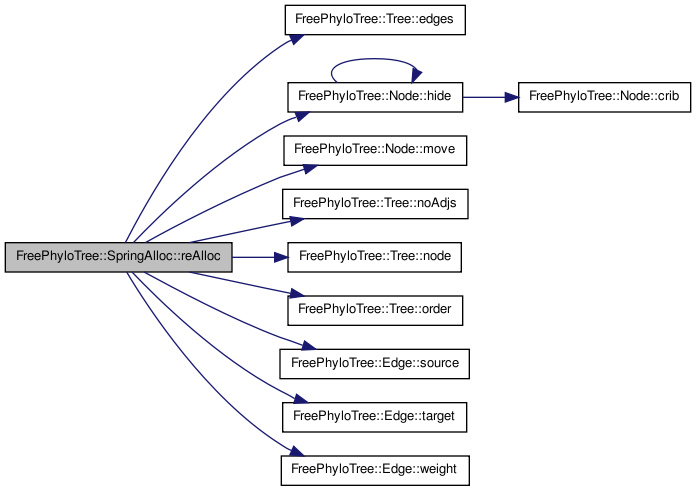 FreePhyloTree::Tree::edges
FreePhyloTree::Node::hide
FreePhyloTree::Node::crib
FreePhyloTree::Node::move
FreePhyloTree::Tree::noAdjs
FreePhyloTree::SpringAlloc::reAlloc
FreePhyloTree::Tree::node
FreePhyloTree::Tree::order
FreePhyloTree::Edge::source
FreePhyloTree::Edge::target
FreePhyloTree::Edge::weight